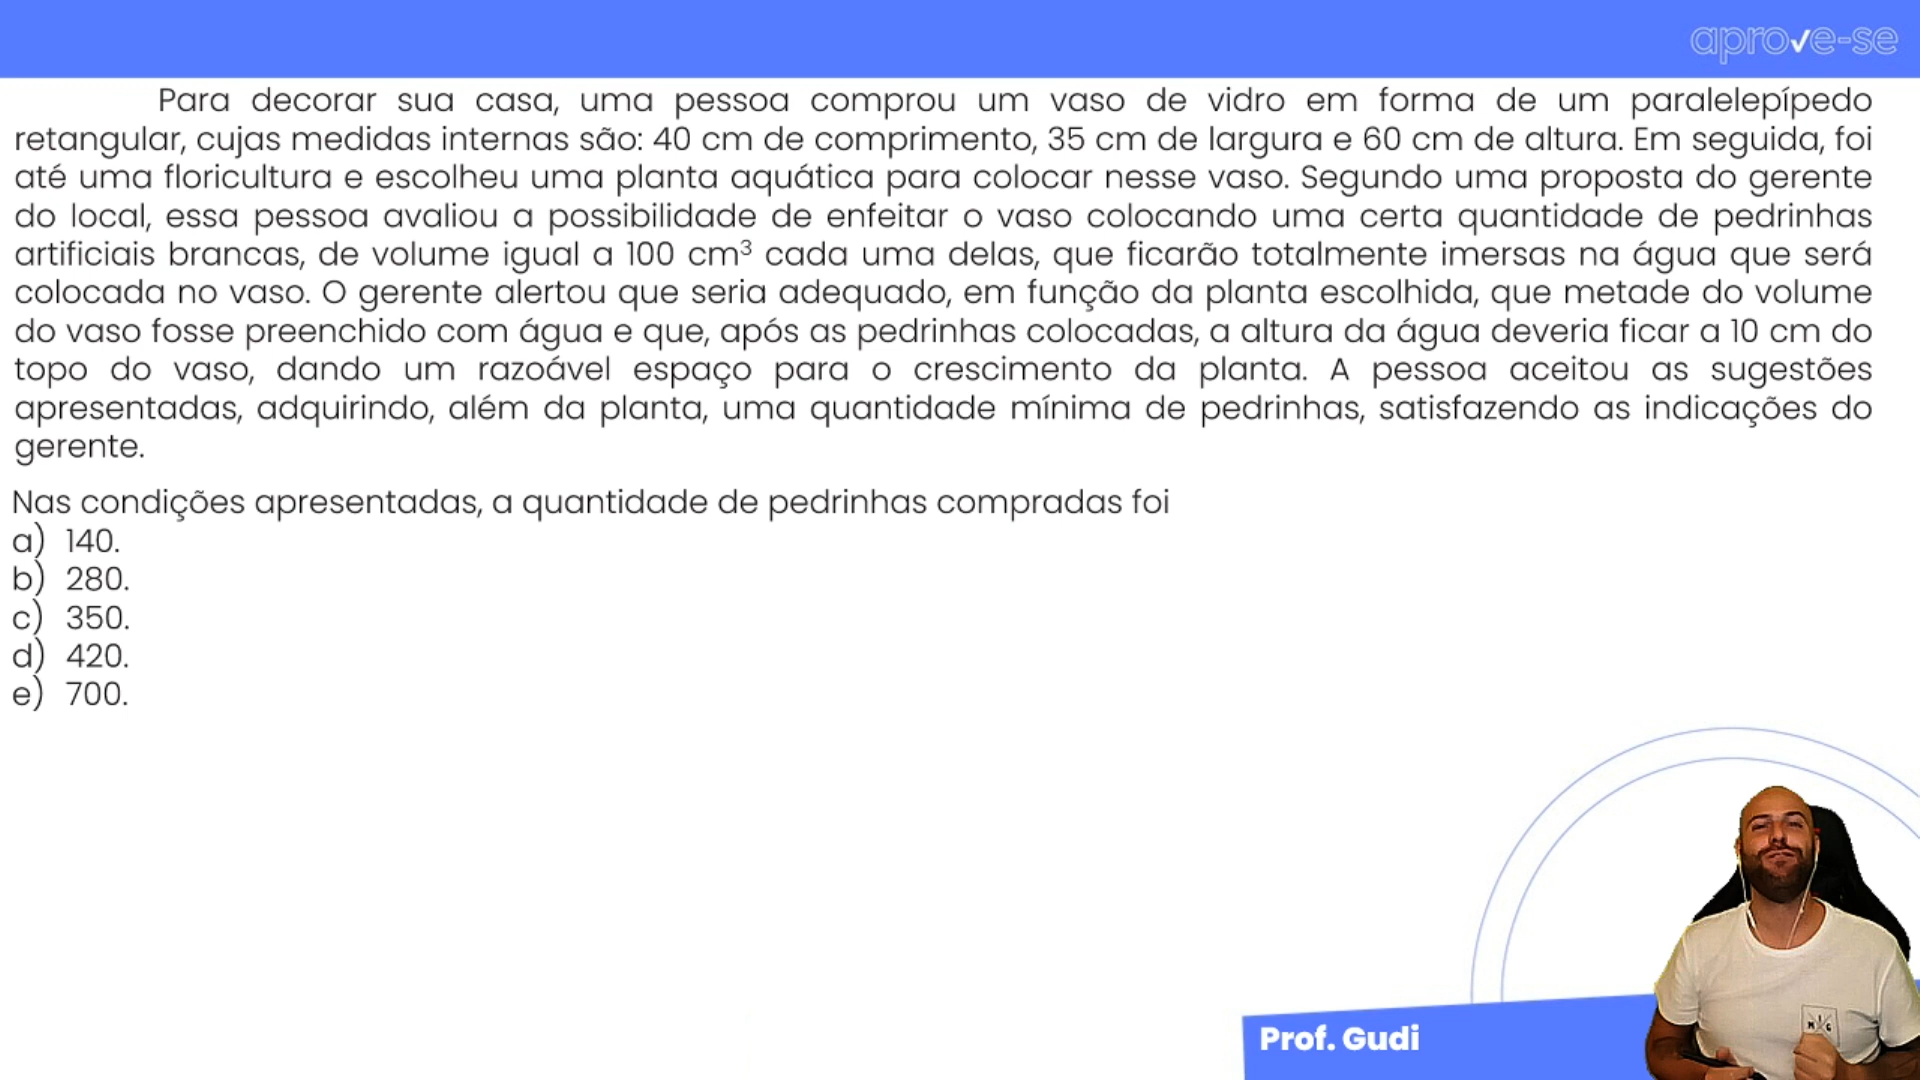 aprove-se
Para decorar sua casa, uma pessoa comprou um vaso de vidro em forma de um paralelepípedo
retangular, cujas medidas internas são: 40 cm de comprimento, 35 cm de largura e 60 cm de altura. Em seguida, foi
até uma floricultura e escolheu uma planta aquática para colocar nesse vaso. Segundo uma proposta do gerente
do local, essa pessoa avaliou a possibilidade de enfeitar o vaso colocando uma certa quantidade de pedrinhas
artificiais brancas, de volume igual a 100 cm³ cada uma delas, que ficarão totalmente imersas na água que será
colocada no vaso. O gerente alertou que seria adequado, em função da planta escolhida, que metade do volume
do vaso fosse preenchido com água e que, após as pedrinhas colocadas, a altura da água deveria ficar a 10 cm do
topo do vaso, dando um razoável espaço para o crescimento da planta. A pessoa aceitou as sugestões
apresentadas, adquirindo, além da planta, uma quantidade mínima de pedrinhas, satisfazendo as indicações do
gerente.
Nas condições apresentadas, a quantidade de pedrinhas compradas foi
a) 140.
b) 280.
c) 350.
d) 420.
e) 700.
Prof. Gudi